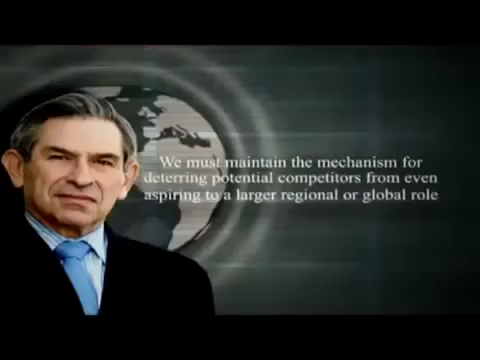 We must maintain the mechanism for
deterring potential competitors from even
aspiring to a larger regional or global role